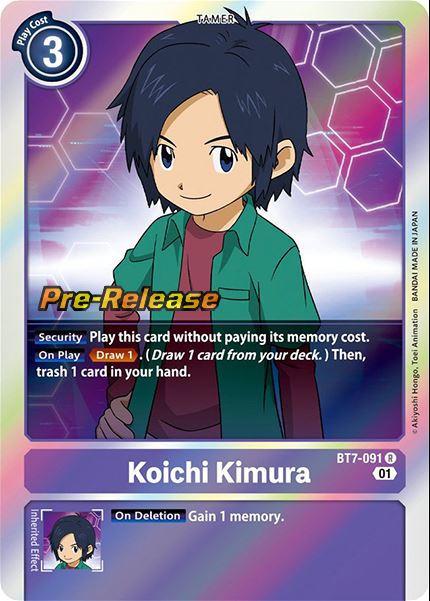 TAMER
Play Cost
3
Pre-Release
Security Play this card without paying its memory cost.
On Play Draw 1. (Draw 1 card from your deck.) Then,
trash 1 card in your hand.
© Akiyoshi Hongo, Toei Animation BANDAI MADE IN JAPAN
BT7-091 R
Koichi Kimura
01
Inherited Effect
On Deletion Gain 1 memory.